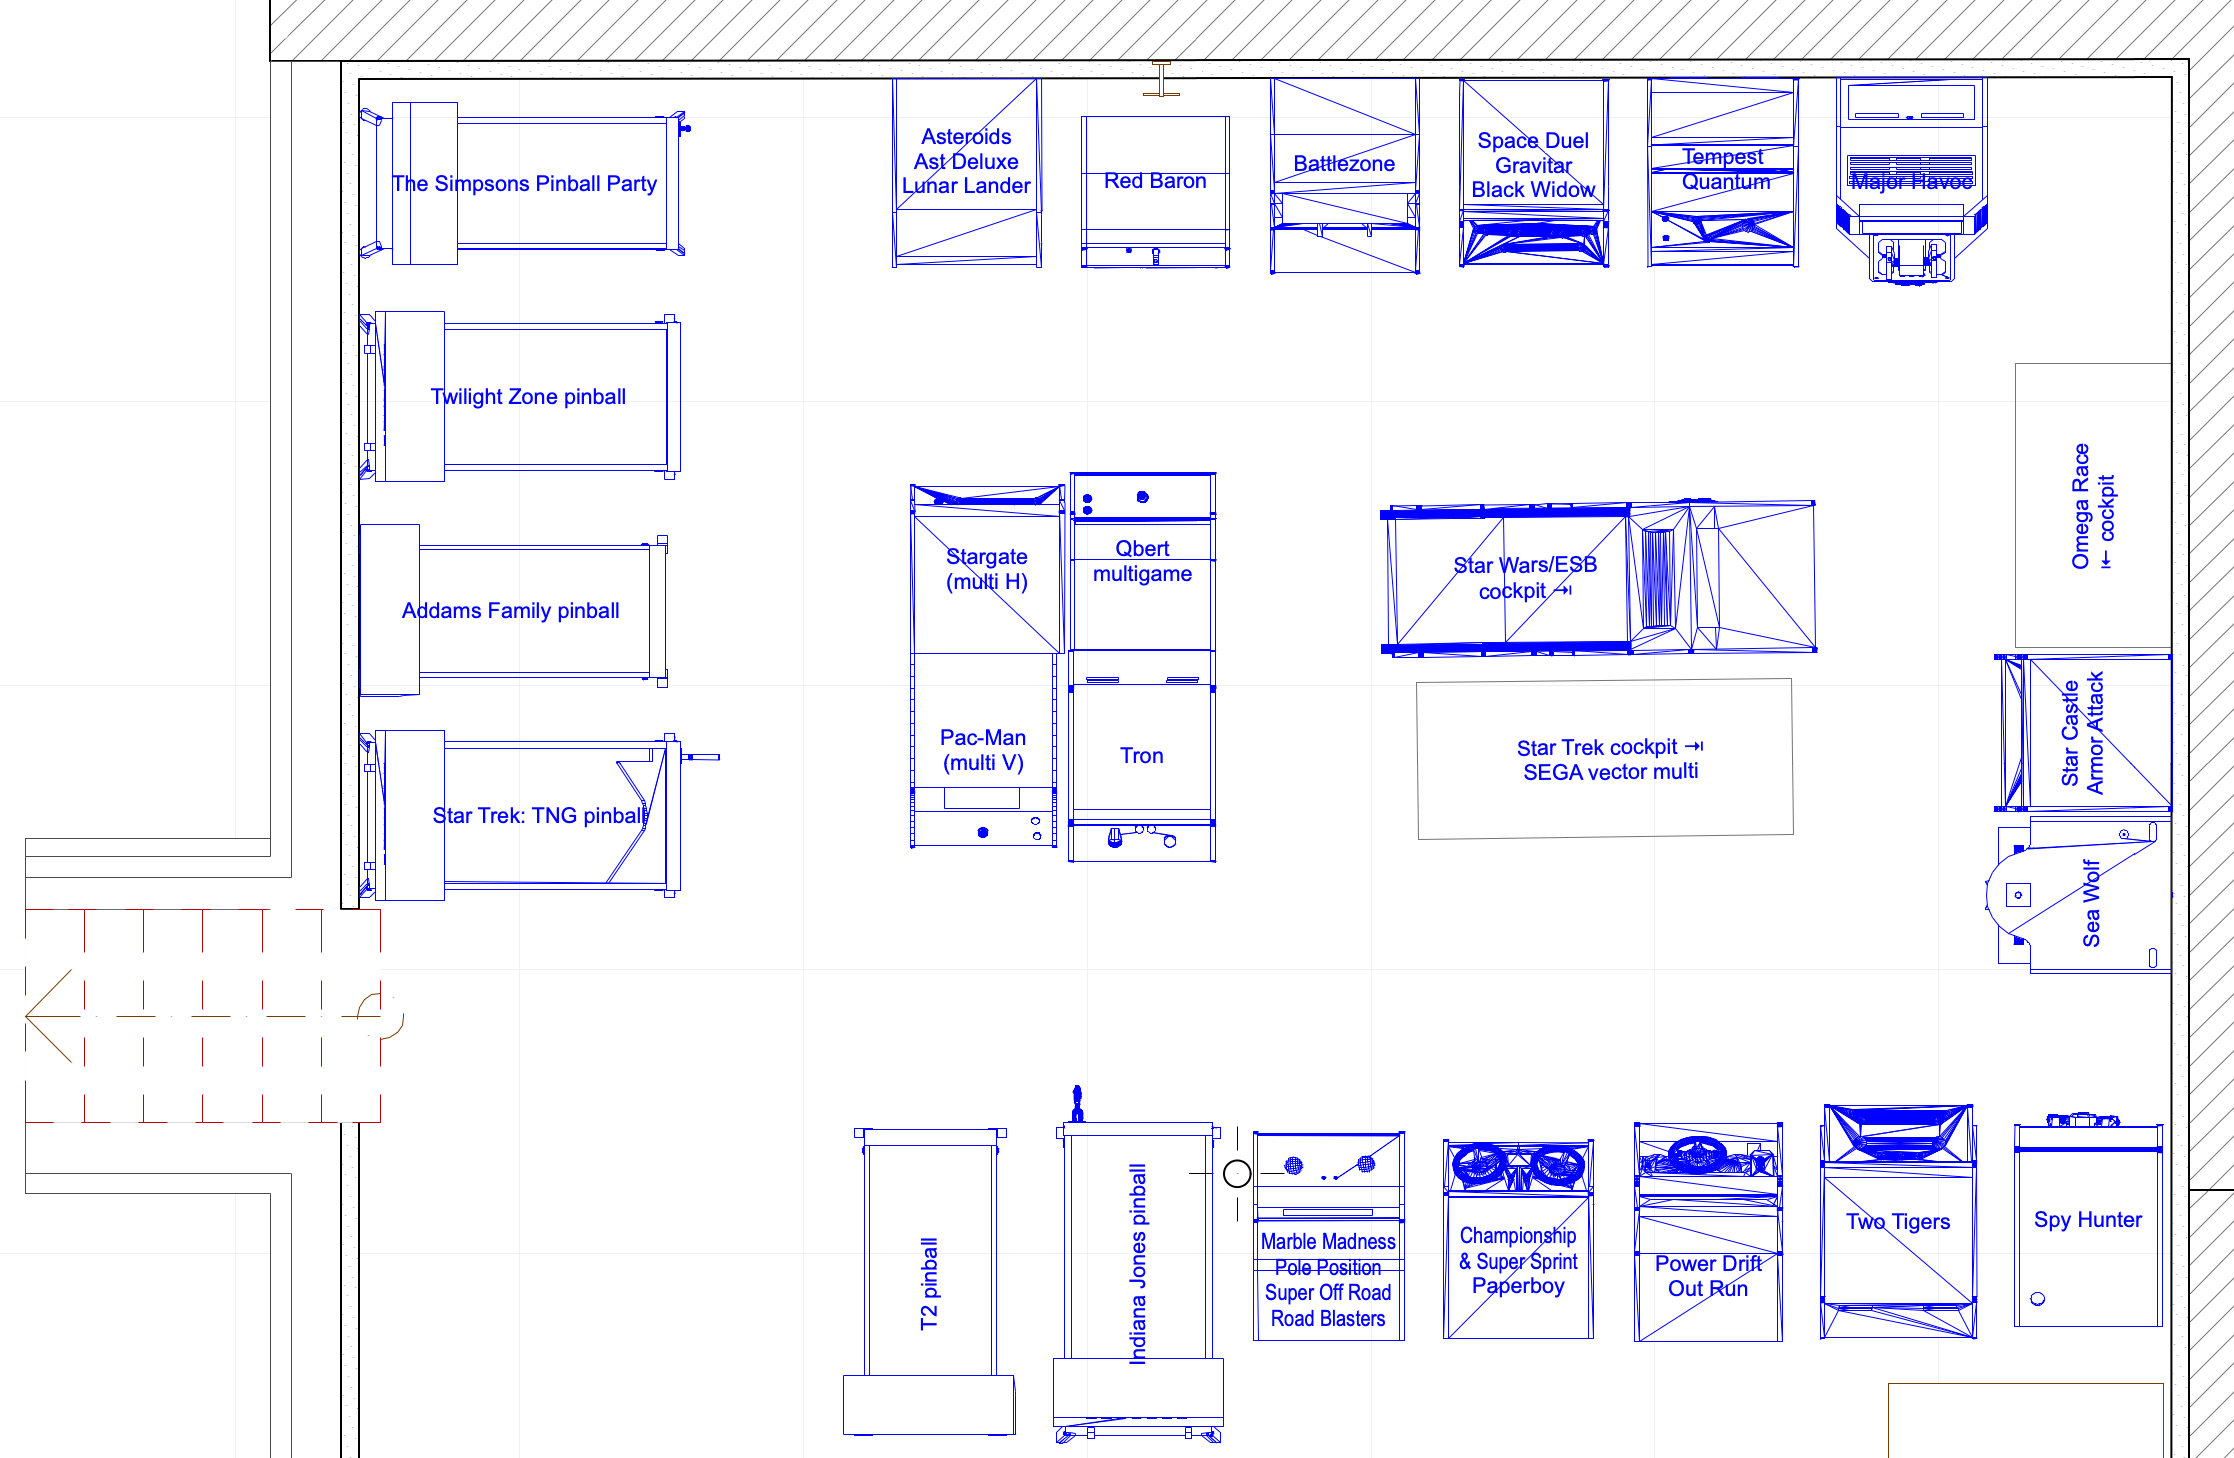 The Simpsons Pinball Party
Asteroids
Ast Deluxe
Lunar Lander
Red Baron
Battlezone
Space Duel
Gravitar
Black Widow
Tempest
Quantum
Major Havoc
Twilight Zone pinball
Addams Family pinball
Star Trek: TNG pinball
Stargate
(multi H)
Qbert
multigame
Pac-Man
(multi V)
Tron
Star Wars/ESB
cockpit ⇥
Star Trek cockpit ⇥
SEGA vector multi
Omega Race
⇤ cockpit
Star Castle
Armor Attack
Sea Wolf
T2 pinball
Indiana Jones pinball
Marble Madness
Pole Position
Super Off Road
Road Blasters
Championship
& Super Sprint
Paperboy
Power Drift
Out Run
Two Tigers
Spy Hunter